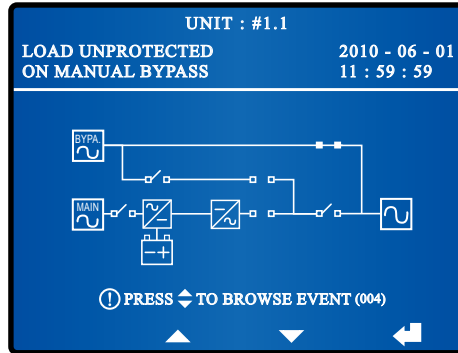 UNIT : #1.1
LOAD UNPROTECTED
ON MANUAL BYPASS
2010 - 06 - 01
11 : 59 : 59
BYPA.
MAIN
! PRESS TO BROWSE EVENT (004)